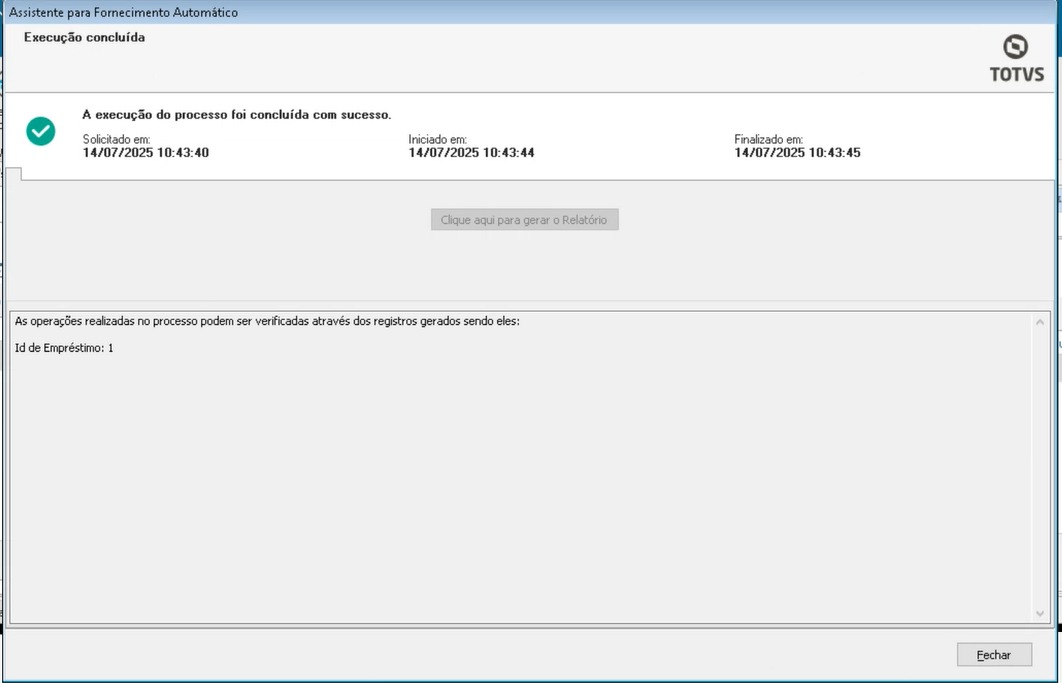 Assistente para Fornecimento Automático
Execução concluída
TOTVS
A execução do processo foi concluída com sucesso.
Solicitado em: Iniciado em: Finalizado em:
14/07/2025 10:43:40 14/07/2025 10:43:44 14/07/2025 10:43:45
Clique aqui para gerar o Relatório
As operações realizadas no processo podem ser verificadas através dos registros gerados sendo eles:
Id de Empréstimo: 1
Fechar